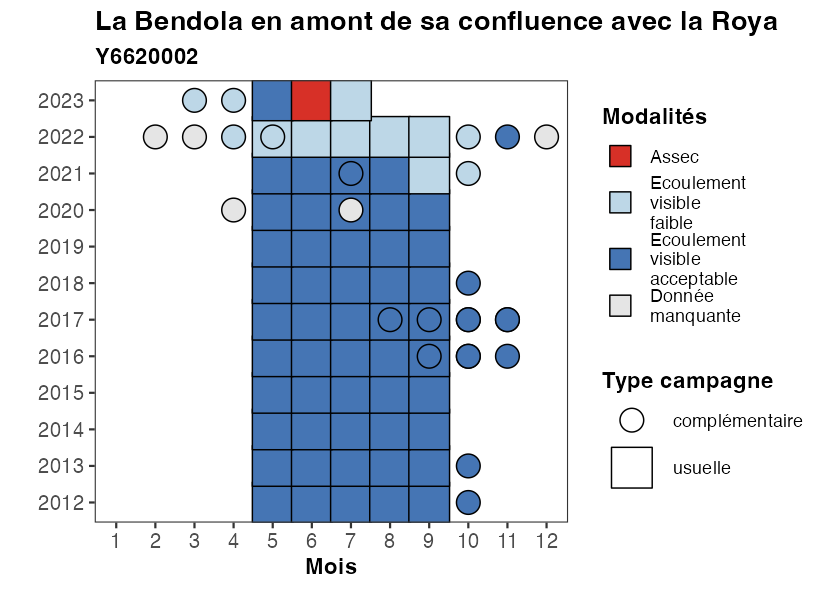 La Bendola en amont de sa confluence avec la Roya
Y6620002
2023
2022
2021
2020
2019
2018
2017
2016
2015
2014
2013
2012
1 2 3 4 5 6 7 8 9 10 11 12
Mois
Modalités
Assec
Ecoulement
visible
faible
Ecoulement
visible
acceptable
Donnée
manquante
Type campagne
complémentaire
usuelle